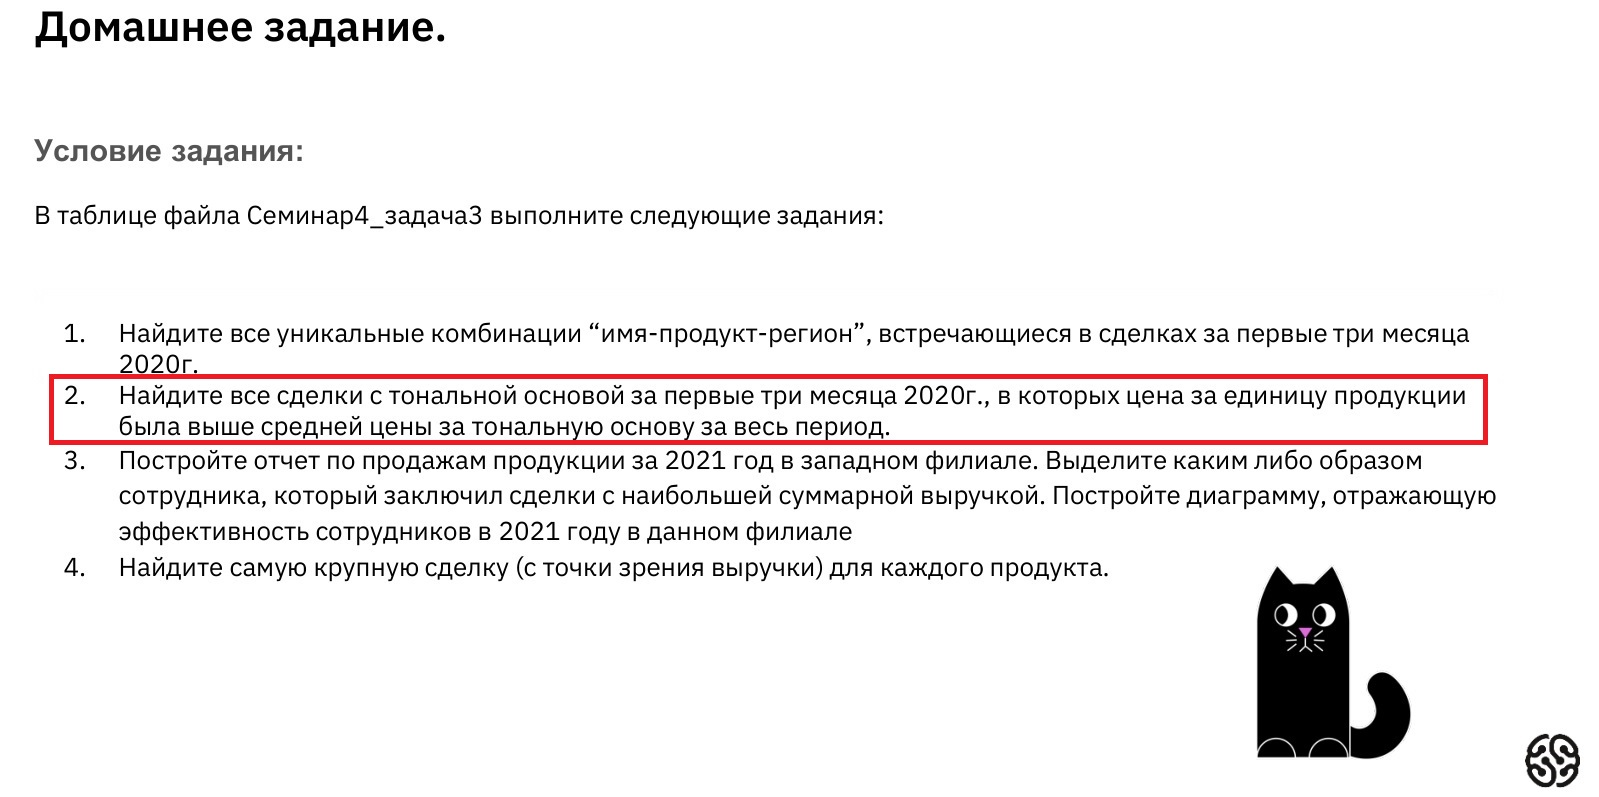 Домашнее задание.
Условие задания:
В таблице файла Семинар4_задача3 выполните следующие задания:
1. Найдите все уникальные комбинации “имя-продукт-регион”, встречающиеся в сделках за первые три месяца
2020г.
2. Найдите все сделки с тональной основой за первые три месяца 2020г., в которых цена за единицу продукции
была выше средней цены за тональную основу за весь период.
3. Постройте отчет по продажам продукции за 2021 год в западном филиале. Выделите каким либо образом
сотрудника, который заключил сделки с наибольшей суммарной выручкой. Постройте диаграмму, отражающую
эффективность сотрудников в 2021 году в данном филиале
4. Найдите самую крупную сделку (с точки зрения выручки) для каждого продукта.